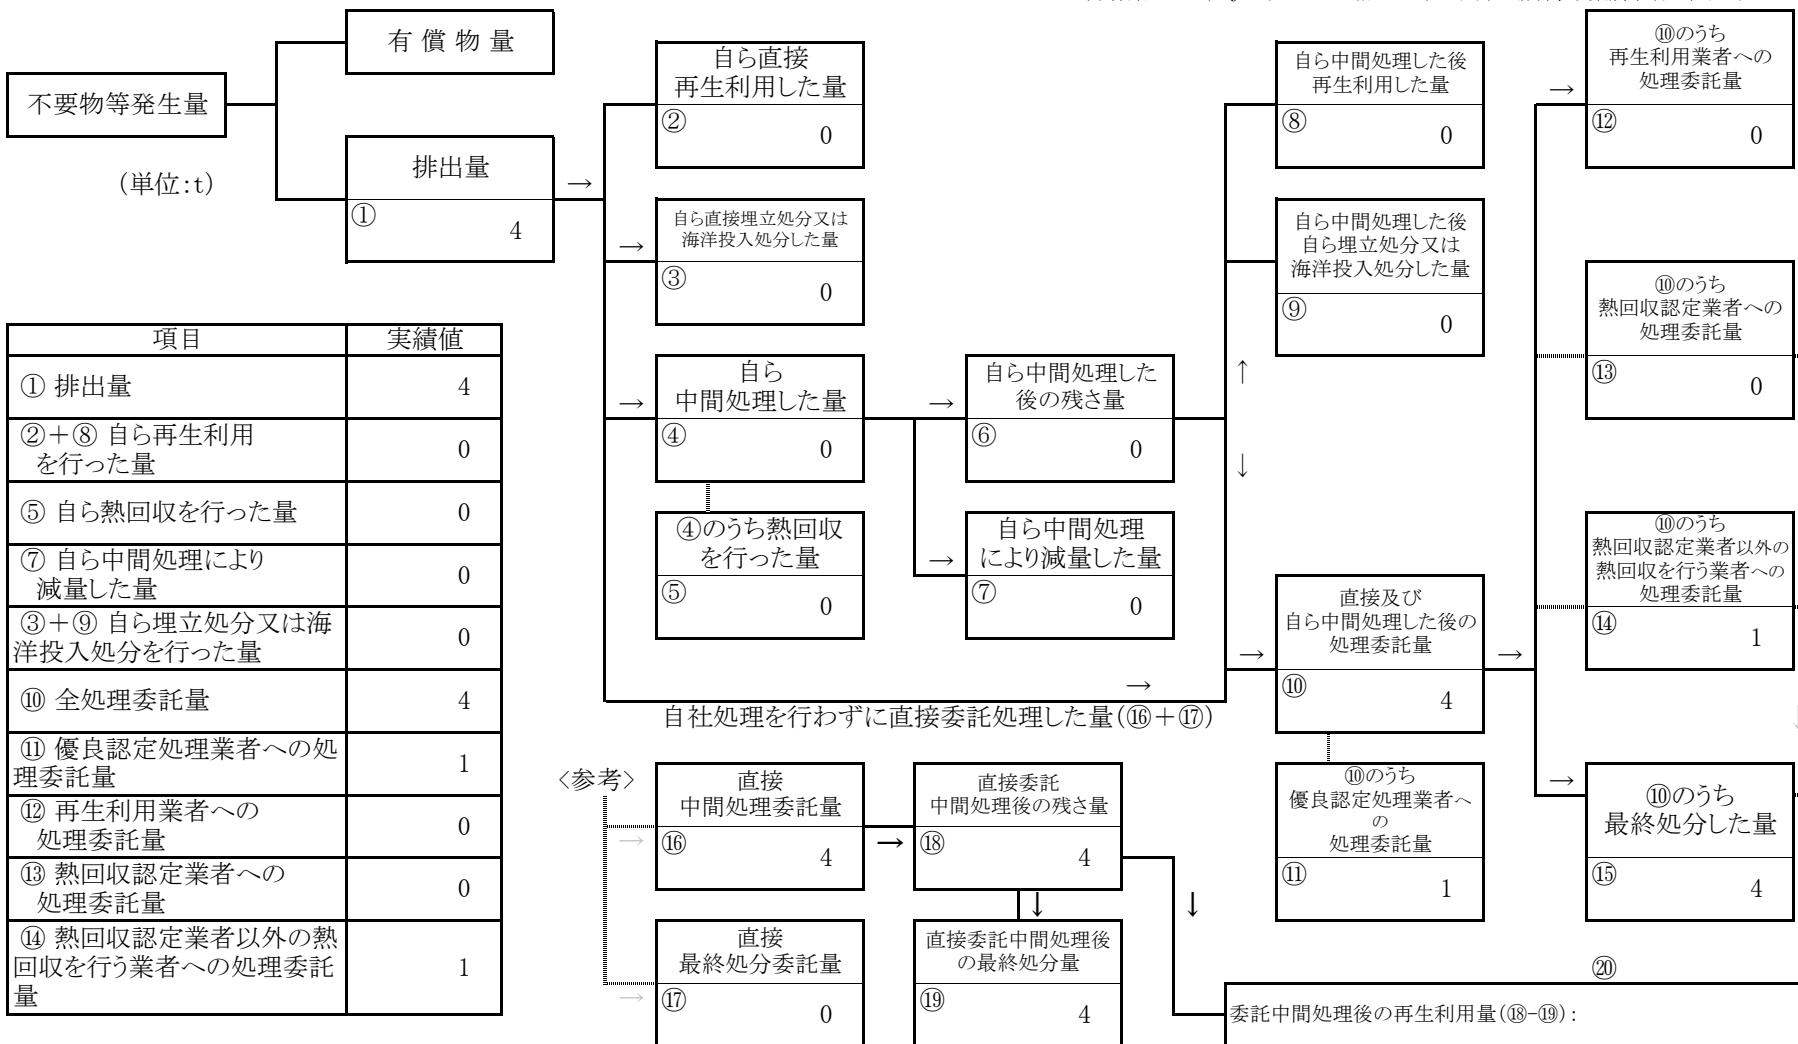 有償物量
不要物等発生量
(単位:t)
排出量
①
4
→
自ら直接
再生利用した量
②
0
→
自ら直接埋立処分又は
海洋投入処分した量
③
0
→
自ら
中間処理した量
④
0
④のうち熱回収
を行った量
⑤
0
→
自ら中間処理した
後の残さ量
⑥
0
→
自ら中間処理
により減量した量
⑦
0
自ら中間処理した後
再生利用した量
⑧
0
自ら中間処理した後
自ら埋立処分又は
海洋投入処分した量
⑨
0
↑
↓
→
直接及び
自ら中間処理した後の
処理委託量
⑩
4
→
⑩のうち
優良認定処理業者へ
の
処理委託量
⑪
1
→
⑩のうち
再生利用業者への
処理委託量
⑫
0
⑩のうち
熱回収認定業者への
処理委託量
⑬
0
⑩のうち
熱回収認定業者以外の
熱回収を行う業者への
処理委託量
⑭
1
→
⑩のうち
最終処分した量
⑮
4
→
自社処理を行わずに直接委託処理した量(⑯+⑰)
<参考>
→
直接
中間処理委託量
⑯
4
→
直接委託
中間処理後の残さ量
⑱
4
↓
↓
→
直接
最終処分委託量
⑰
0
直接委託中間処理後
の最終処分量
⑲
4
⑳
委託中間処理後の再生利用量(⑱-⑲):
項目 実績値
① 排出量 4
②+⑧ 自ら再生利用
を行った量 0
⑤ 自ら熱回収を行った量 0
⑦ 自ら中間処理により
減量した量 0
③+⑨ 自ら埋立処分又は海
洋投入処分を行った量 0
⑩ 全処理委託量 4
⑪ 優良認定処理業者への処
理委託量 1
⑫ 再生利用業者への
処理委託量 0
⑬ 熱回収認定業者への
処理委託量 0
⑭ 熱回収認定業者以外の熱
回収を行う業者への処理委託
量 1